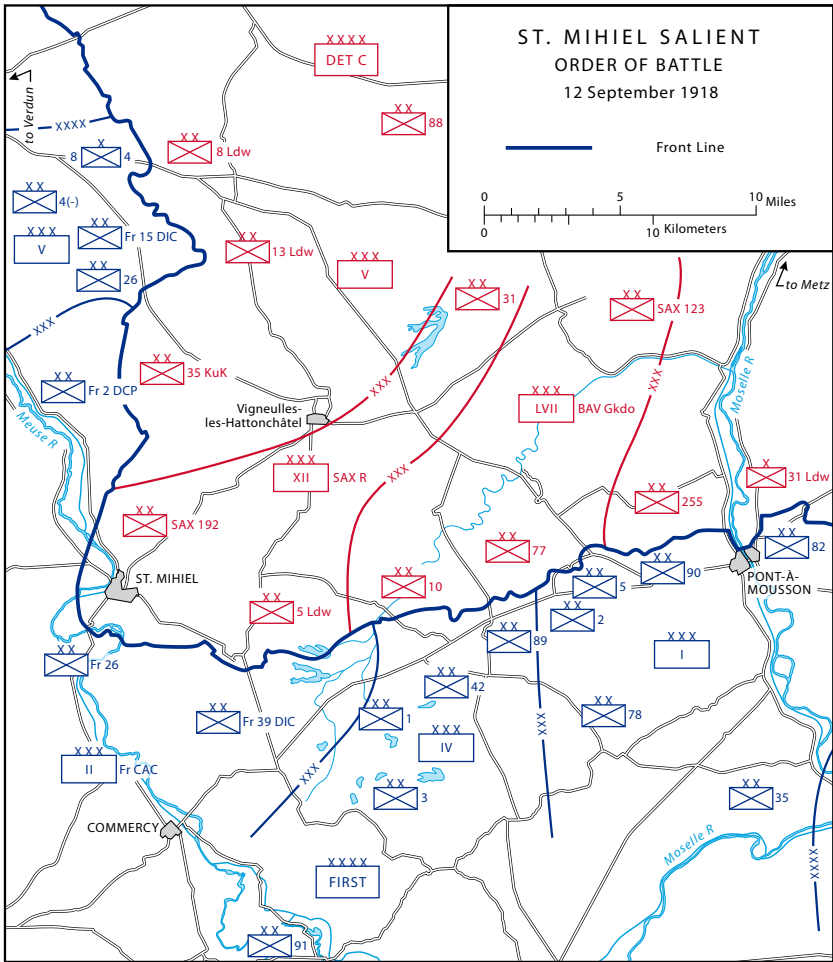 ST. MIHIEL SALIENT
ORDER OF BATTLE
12 September 1918
Front Line
0 5 10 Miles
0 10 Kilometers
to Verdun
XXXX
DET C
XXXX
XX
88
X
8 4
XX
8 Ldw
XX
4(-)
XXX
V
XX
Fr 15 DIC
XX
26
XX
13 Ldw
XXX
V
XX
31
XX
SAX 123
to Metz
XXX
XX
35 KuK
XX
Fr 2 DCP
Meuse R
Vigneulles-
les-Hattonchâtel
XXX
XXX
LVII BAV Gkdo
XXX
Moselle R
XXX
XII SAX R
XXX
X
31 Ldw
XX
255
XX
SAX 192
XX
77
XX
82
ST. MIHIEL
XX
10
XX
5
XX
90
PONT-À-
MOUSSON
XX
5 Ldw
XX
2
XX
89
XXX
I
XX
Fr 26
XX
42
XX
Fr 39 DIC
XX
1
XX
78
XXX
IV
XXX
XXX
II Fr CAC
XXX
XX
3
XX
35
COMMERCY
Moselle R
XXXX
XXXX
FIRST
XX
91